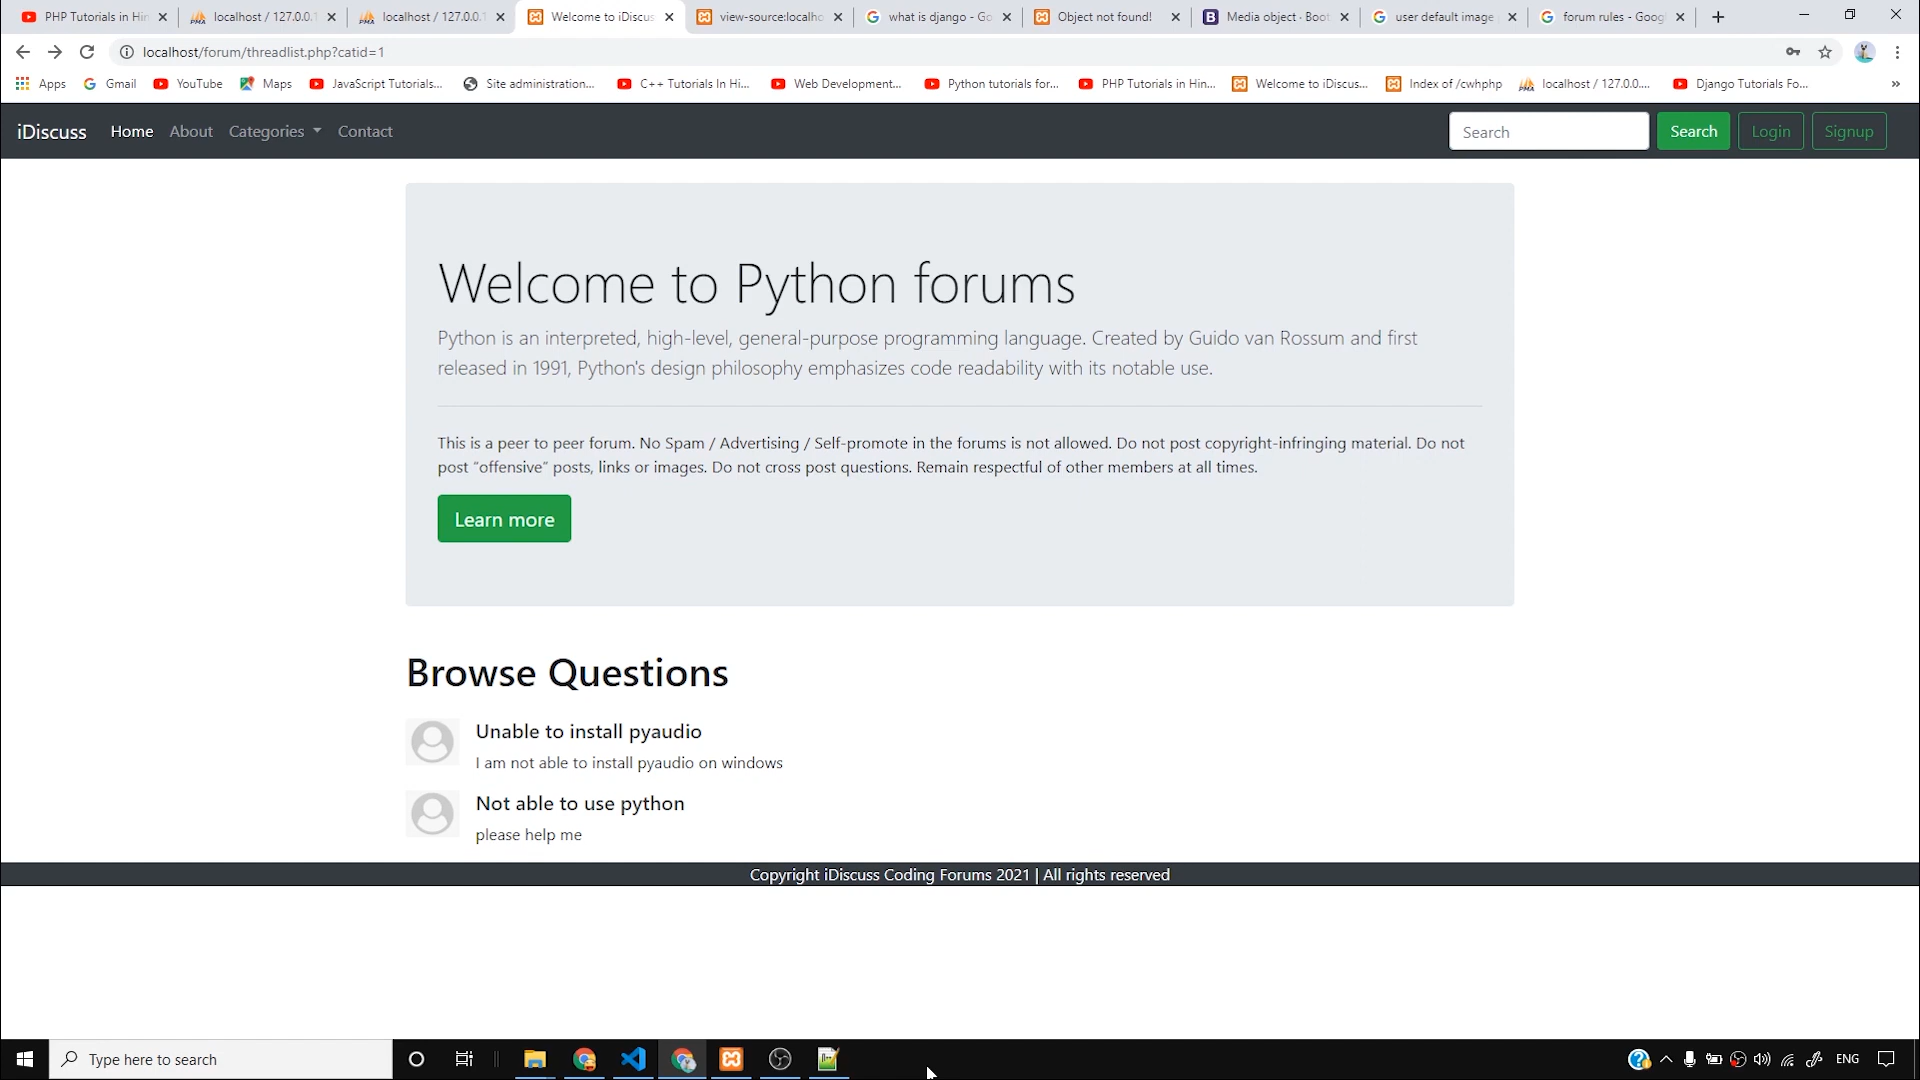 PHP Tutorials in Hin
localhost / 127.0.0.1
localhost / 127.0.0.1
Welcome to iDiscus
view-source:localho
what is django - Go
Object not found!
Media object · Boot
user default image
forum rules - Goog
localhost/forum/threadlist.php?catid=1
Apps
Gmail
YouTube
Maps
JavaScript Tutorials...
Site administration...
C++ Tutorials In Hi...
Web Development...
Python tutorials for...
PHP Tutorials in Hin...
Welcome to iDiscus...
Index of /cwhphp
localhost / 127.0.0....
Django Tutorials Fo...
iDiscuss Home About Categories Contact
Search
Search
Login
Signup
Welcome to Python forums
Python is an interpreted, high-level, general-purpose programming language. Created by Guido van Rossum and first
released in 1991, Python's design philosophy emphasizes code readability with its notable use.
This is a peer to peer forum. No Spam / Advertising / Self-promote in the forums is not allowed. Do not post copyright-infringing material. Do not
post “offensive” posts, links or images. Do not cross post questions. Remain respectful of other members at all times.
Learn more
Browse Questions
Unable to install pyaudio
I am not able to install pyaudio on windows
Not able to use python
please help me
Copyright iDiscuss Coding Forums 2021 | All rights reserved
Type here to search
ENG